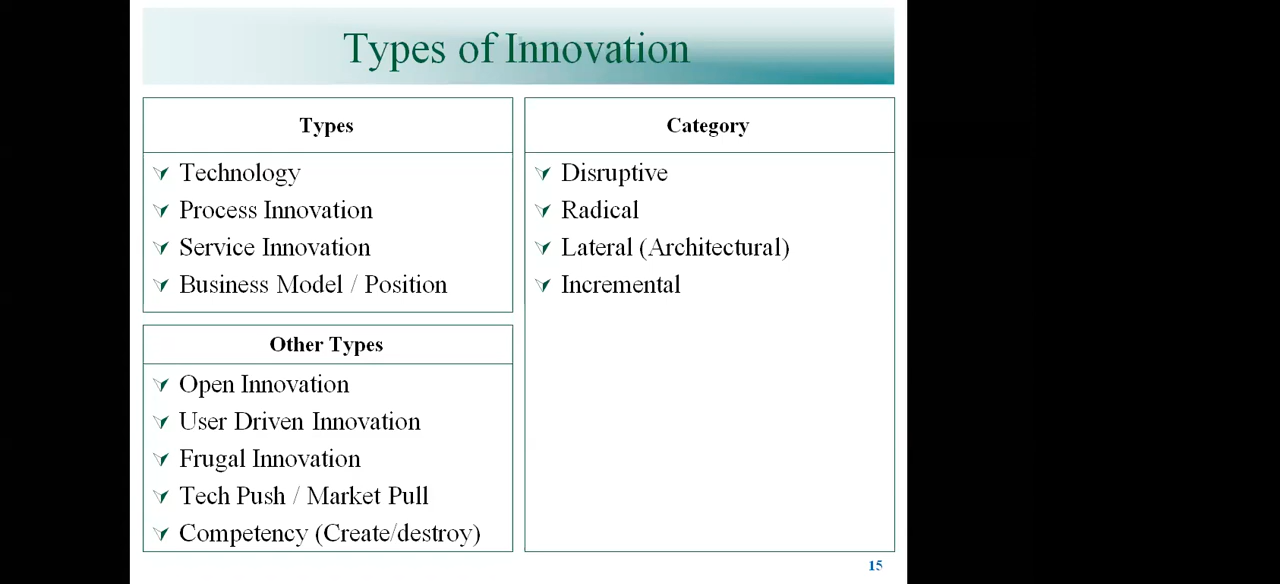 Types of Innovation
Types
Technology
Process Innovation
Service Innovation
Business Model / Position
Other Types
Open Innovation
User Driven Innovation
Frugal Innovation
Tech Push / Market Pull
Competency (Create/destroy)
Category
Disruptive
Radical
Lateral (Architectural)
Incremental
15